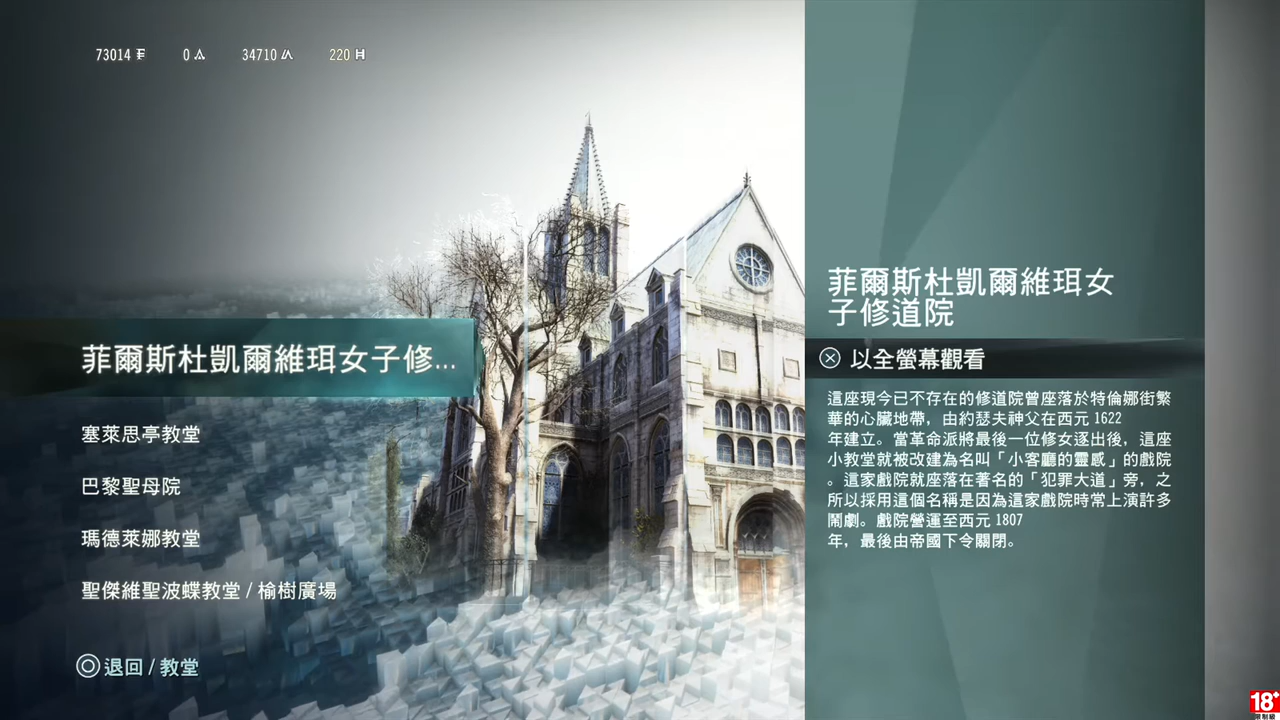 73014 0 34710 220
菲爾斯杜凱爾維珥女子修...
塞萊思亭教堂
巴黎聖母院
瑪德萊娜教堂
聖傑維聖波蝶教堂 / 榆樹廣場
退回 / 教堂
菲爾斯杜凱爾維珥女
子修道院
以全螢幕觀看
這座現今已不存在的修道院曾座落於特倫娜街繁
華的心臟地帶，由約瑟夫神父在西元 1622
年建立。當革命派將最後一位修女逐出後，這座
小教堂就被改建為名叫「小客廳的靈感」的戲院
。這家戲院就座落在著名的「犯罪大道」旁，之
所以採用這個名稱是因為這家戲院時常上演許多
鬧劇。戲院營運至西元 1807
年，最後由帝國下令關閉。
18+
限制級